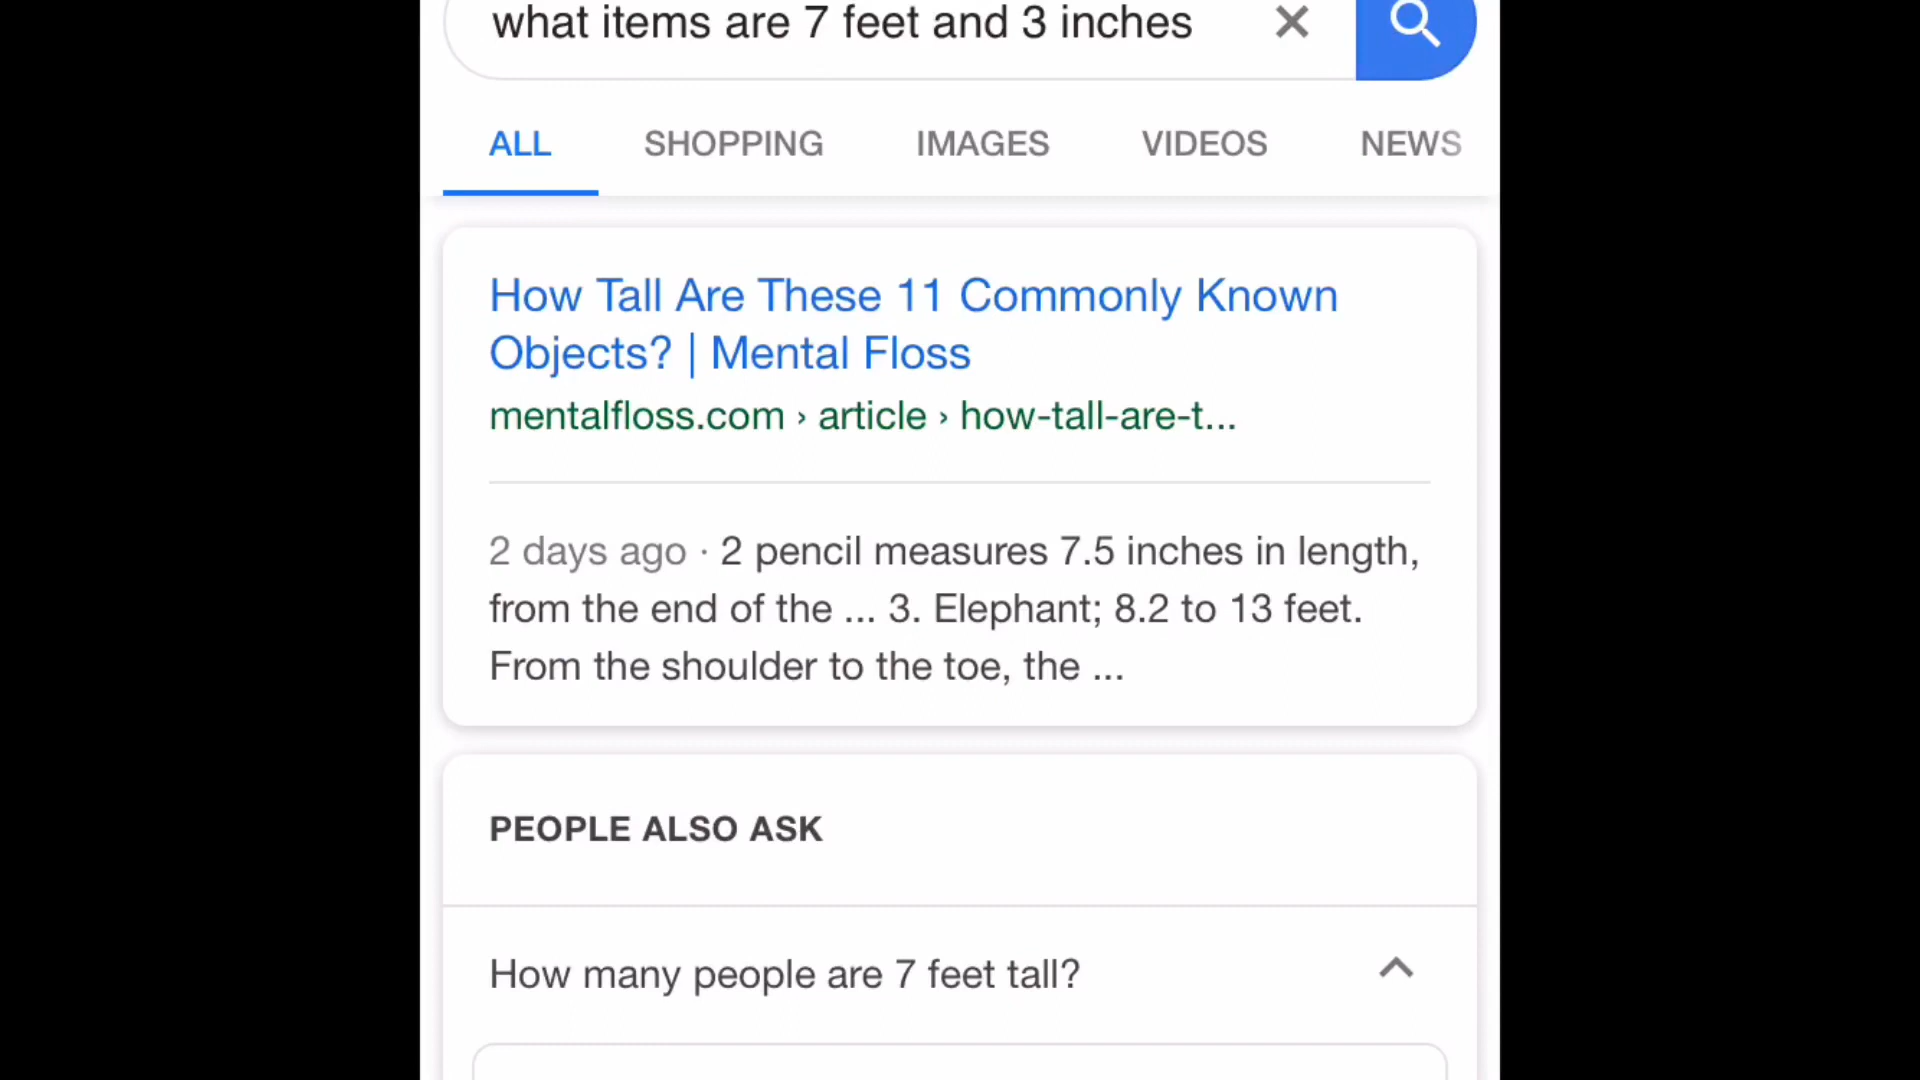 what items are 7 feet and 3 inches
ALL SHOPPING IMAGES VIDEOS NEWS
How Tall Are These 11 Commonly Known
Objects? | Mental Floss
mentalfloss.com › article › how-tall-are-t...
2 days ago · 2 pencil measures 7.5 inches in length,
from the end of the ... 3. Elephant; 8.2 to 13 feet.
From the shoulder to the toe, the ...
PEOPLE ALSO ASK
How many people are 7 feet tall?